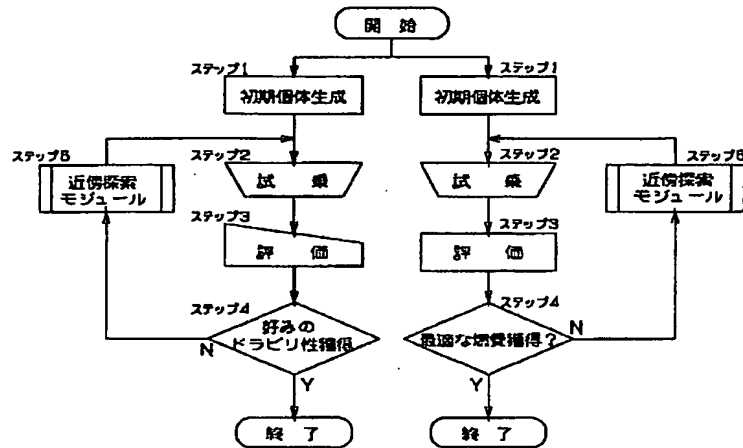 開 始
ステップ1
初期個体生成
ステップ1
初期個体生成
ステップ5
近傍探索
モジュール
ステップ2
試 乗
ステップ2
試 乗
近傍探索
モジュール
ステップ3
評 価
ステップ3
評 価
ステップ4
好みの
ドラビリ性獲得
N
Y
ステップ4
最適な燃費獲得?
N
Y
終 了
終 了